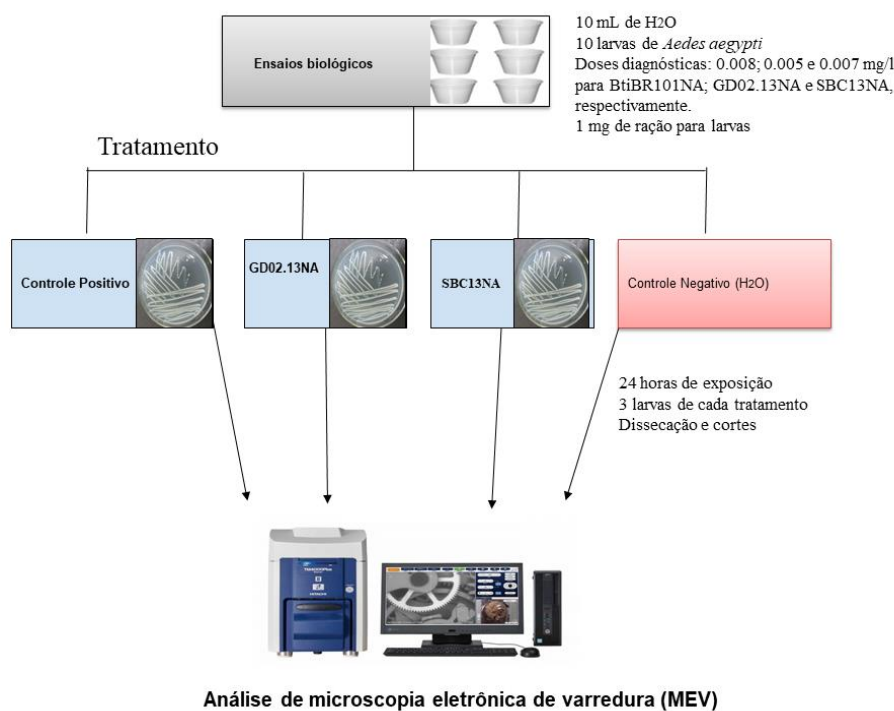 Ensaios biológicos
10 mL de H2O
10 larvas de Aedes aegypti
Doses diagnósticas: 0.008; 0.005 e 0.007 mg/l
para BtiBR101NA; GD02.13NA e SBC13NA,
respectivamente.
1 mg de ração para larvas
Tratamento
Controle Positivo
GD02.13NA
SBC13NA
Controle Negativo (H2O)
24 horas de exposição
3 larvas de cada tratamento
Dissecação e cortes
HITACHI
Análise de microscopia eletrônica de varredura (MEV)